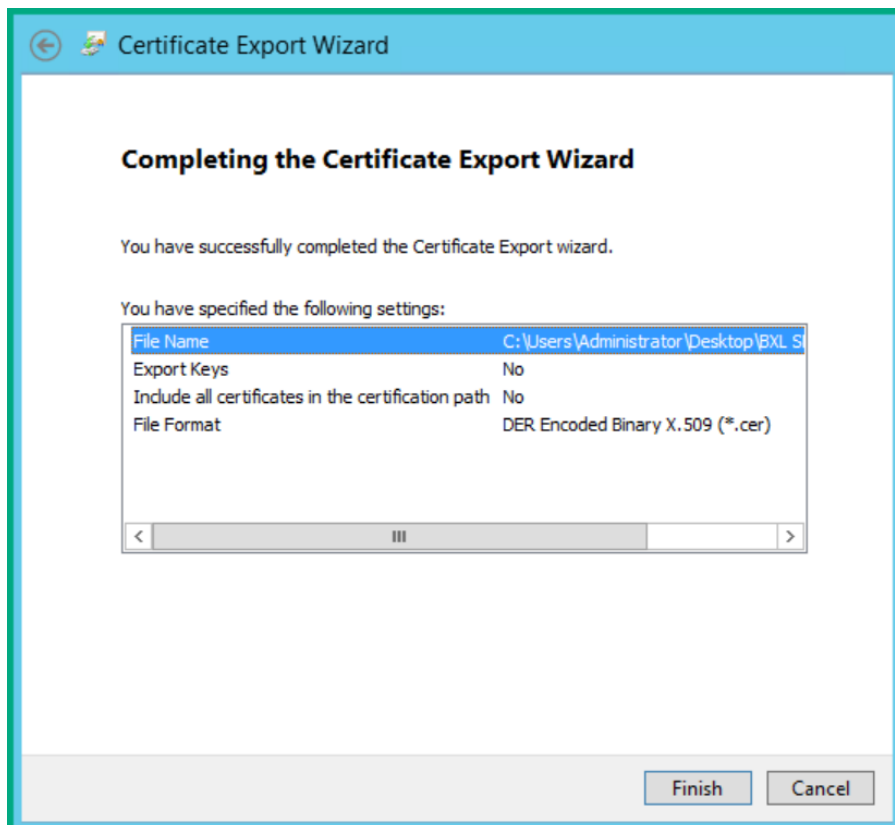 Certificate Export Wizard
Completing the Certificate Export Wizard
You have successfully completed the Certificate Export wizard.
You have specified the following settings:
File Name C:\Users\Administrator\Desktop\BXL
Export Keys No
Include all certificates in the certification path No
File Format DER Encoded Binary X.509 (*.cer)
Finish Cancel